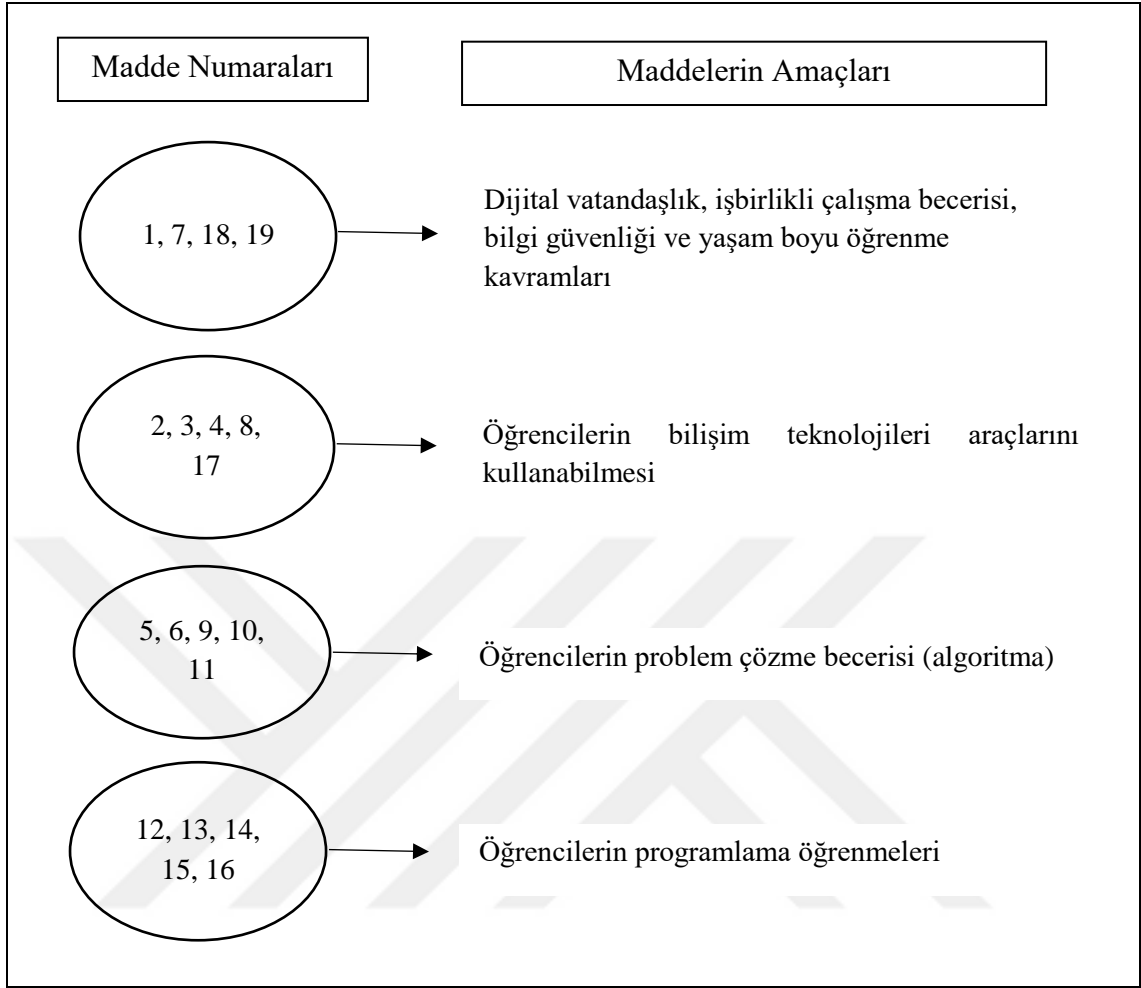 Madde Numaraları
Maddelerin Amaçları
1, 7, 18, 19
Dijital vatandaşlık, işbirlikli çalışma becerisi,
bilgi güvenliği ve yaşam boyu öğrenme
kavramları
2, 3, 4, 8,
17
Öğrencilerin bilişim teknolojileri araçlarını
kullanabilmesi
5, 6, 9, 10,
11
Öğrencilerin problem çözme becerisi (algoritma)
12, 13, 14,
15, 16
Öğrencilerin programlama öğrenmeleri